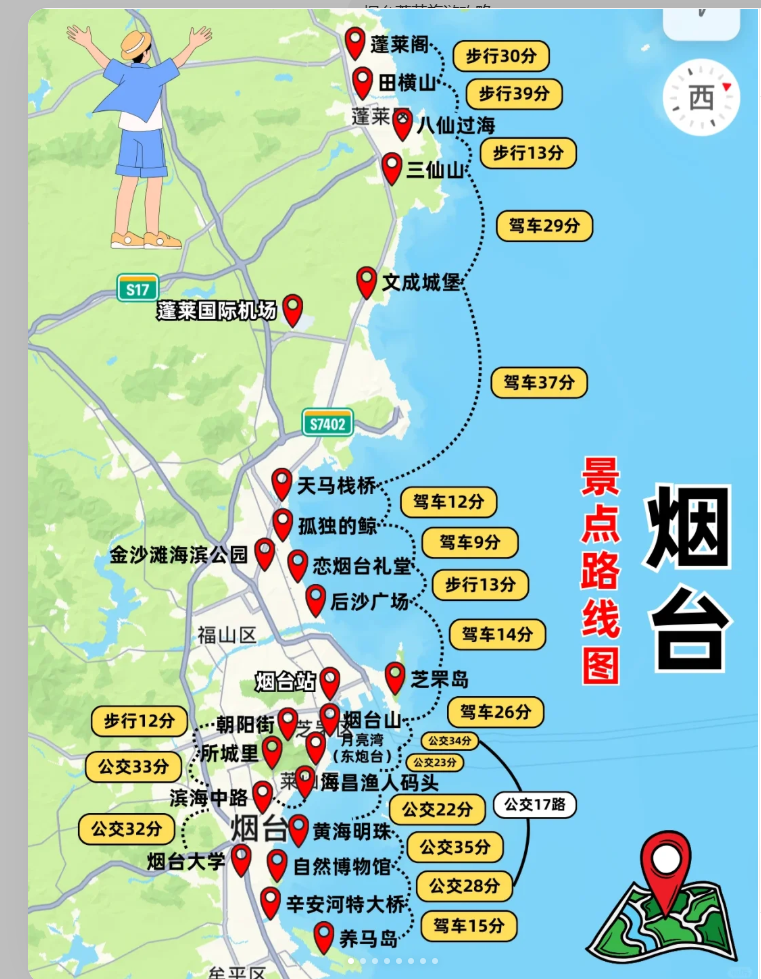 蓬莱阁
步行30分
田横山
步行39分
西
蓬莱区
八仙过海
步行13分
三仙山
驾车29分
文成城堡
S17
蓬莱国际机场
驾车37分
S7402
景点路线图
烟台
天马栈桥
驾车12分
孤独的鲸
驾车9分
金沙滩海滨公园
恋烟台礼堂
步行13分
后沙广场
福山区
驾车14分
烟台站
芝罘岛
驾车26分
步行12分
朝阳街
烟台山
公交34分
所城里
月亮湾
(东炮台)
公交23分
公交33分
海昌渔人码头
滨海中路
公交22分
公交17路
公交32分
烟台
黄海明珠
公交35分
烟台大学
自然博物馆
公交28分
辛安河特大桥
驾车15分
养马岛
牟平区